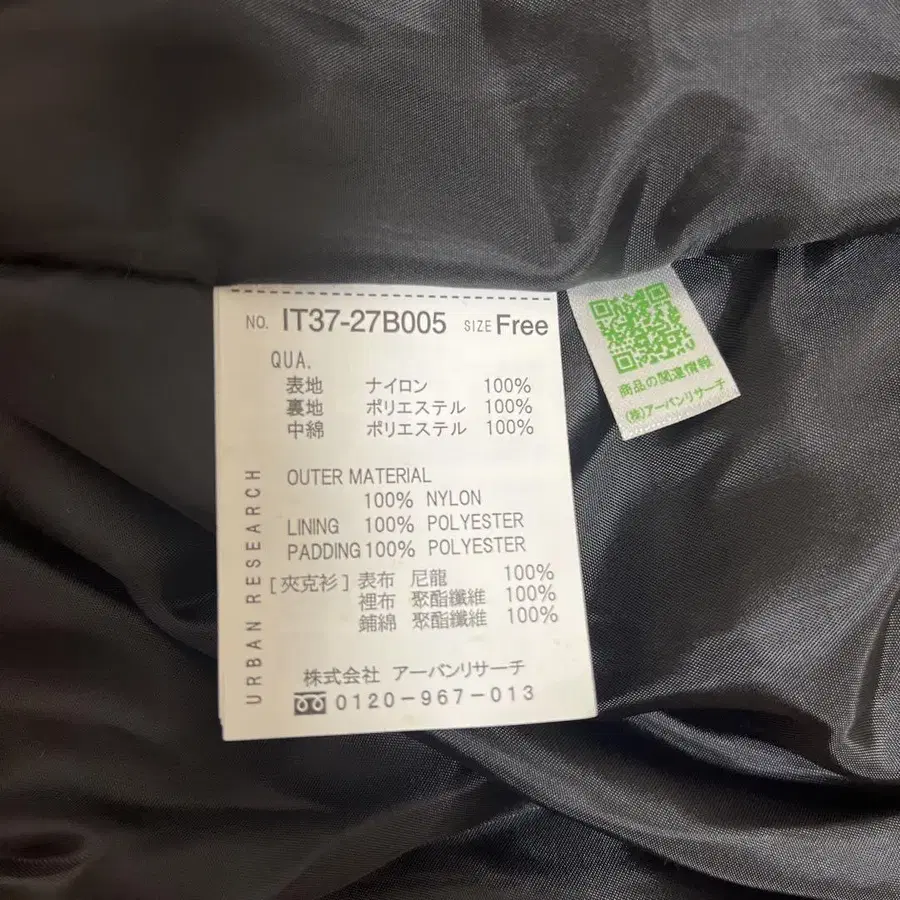 NO. IT37-27B005 SIZE Free
QUA.
表地 ナイロン 100%
裏地 ポリエステル 100%
中綿 ポリエステル 100%
OUTER MATERIAL
100% NYLON
LINING 100% POLYESTER
PADDING 100% POLYESTER
[夾克衫] 表布 尼龍 100%
裡布 聚酯纖維 100%
鋪綿 聚酯纖維 100%
株式会社 アーバンリサーチ
0120-967-013
URBAN RESEARCH
商品の関連情報
(株)アーバンリサーチ